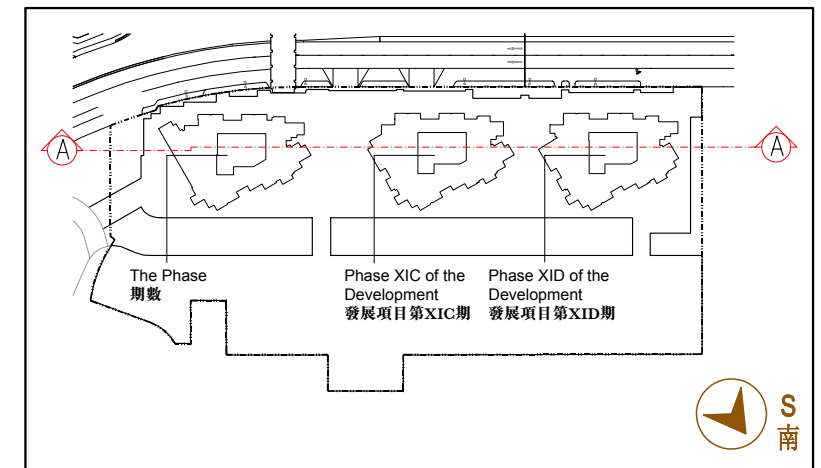 A
A
The Phase
期數
Phase XIC of the
Development
發展項目第XIC期
Phase XID of the
Development
發展項目第XID期
S
南